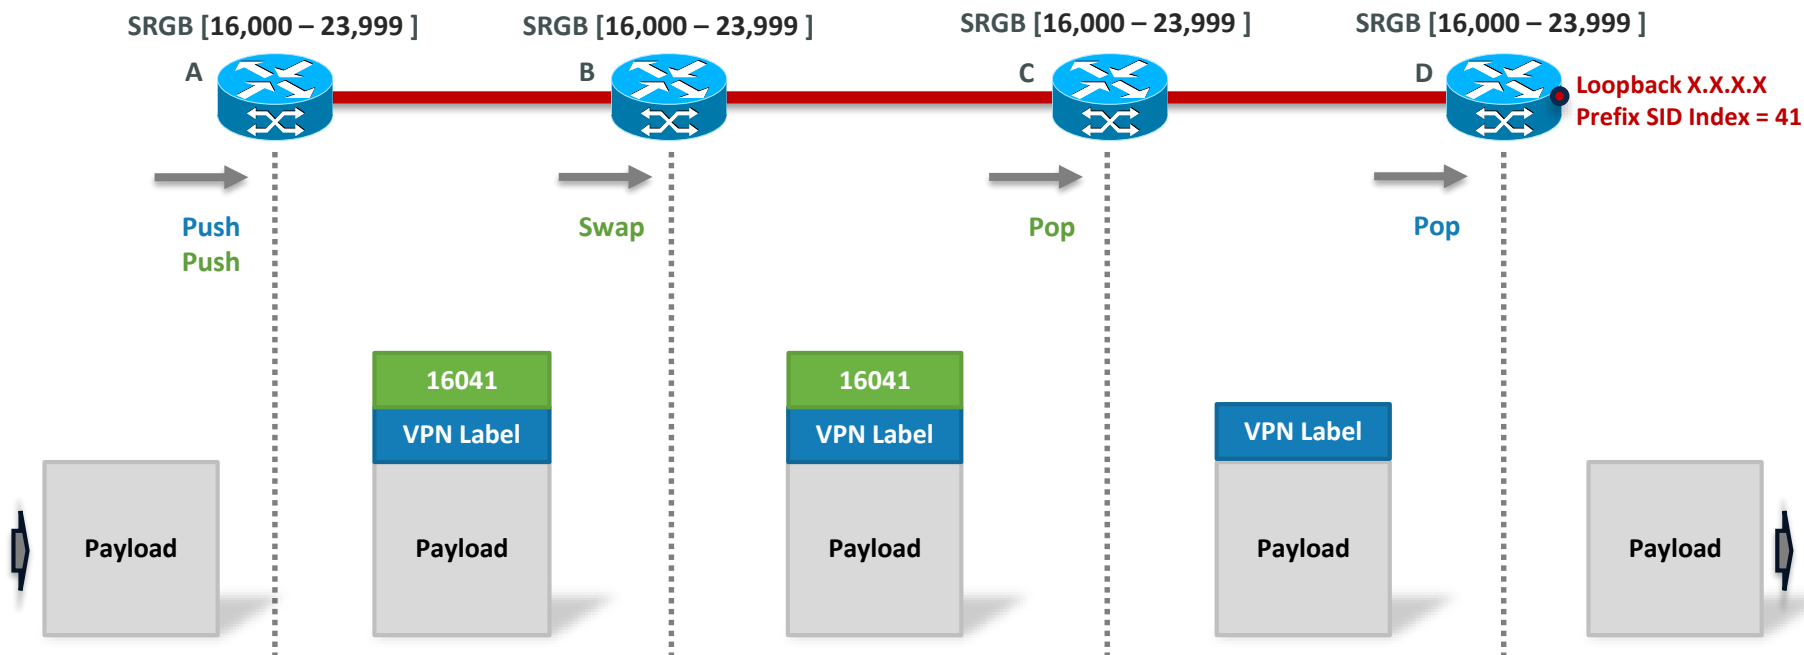 SRGB [16,000 – 23,999 ]
SRGB [16,000 – 23,999 ]
SRGB [16,000 – 23,999 ]
SRGB [16,000 – 23,999 ]
A
B
C
D
Loopback X.X.X.X
Prefix SID Index = 41
Push
Push
Swap
Pop
Pop
16041
16041
VPN Label
VPN Label
VPN Label
Payload
Payload
Payload
Payload
Payload